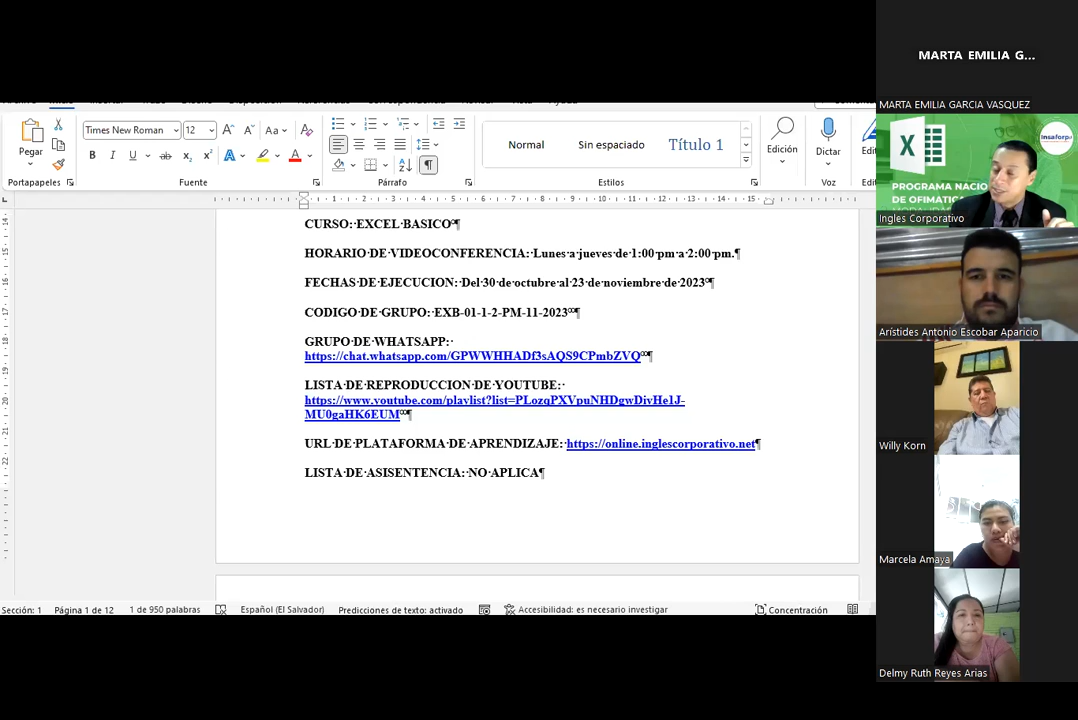 MARTA EMILIA G...
MARTA EMILIA GARCIA VASQUEZ
Pegar
Portapapeles
Times New Roman
12
Aa
Fuente
Párrafo
Normal
Sin espaciado
Título 1
Estilos
Edición
Dictar
Voz
CURSO: EXCEL BASICO
HORARIO DE VIDEOCONFERENCIA: Lunes a jueves de 1:00 pm a 2:00 pm.
FECHAS DE EJECUCION: Del 30 de octubre al 23 de noviembre de 2023
CODIGO DE GRUPO: EXB-01-1-2-PM-11-2023
GRUPO DE WHATSAPP:
https://chat.whatsapp.com/GPWWHHADf3sAQS9CPmbZVQ
LISTA DE REPRODUCCION DE YOUTUBE:
https://www.youtube.com/playlist?list=PLozqPXVpuNHDgwDivHe1J-
MU0gaHK6EUM
URL DE PLATAFORMA DE APRENDIZAJE: https://online.inglescorporativo.net
LISTA DE ASISENTENCIA: NO APLICA
Sección: 1
Página 1 de 12
1 de 950 palabras
Español (El Salvador)
Predicciones de texto: activado
Accesibilidad: es necesario investigar
Concentración
Insaforp
PROGRAMA NACIO
DE OFIMÁTICA
Ingles Corporativo
Arístides Antonio Escobar Aparicio
Willy Korn
Marcela Amaya
Delmy Ruth Reyes Arias